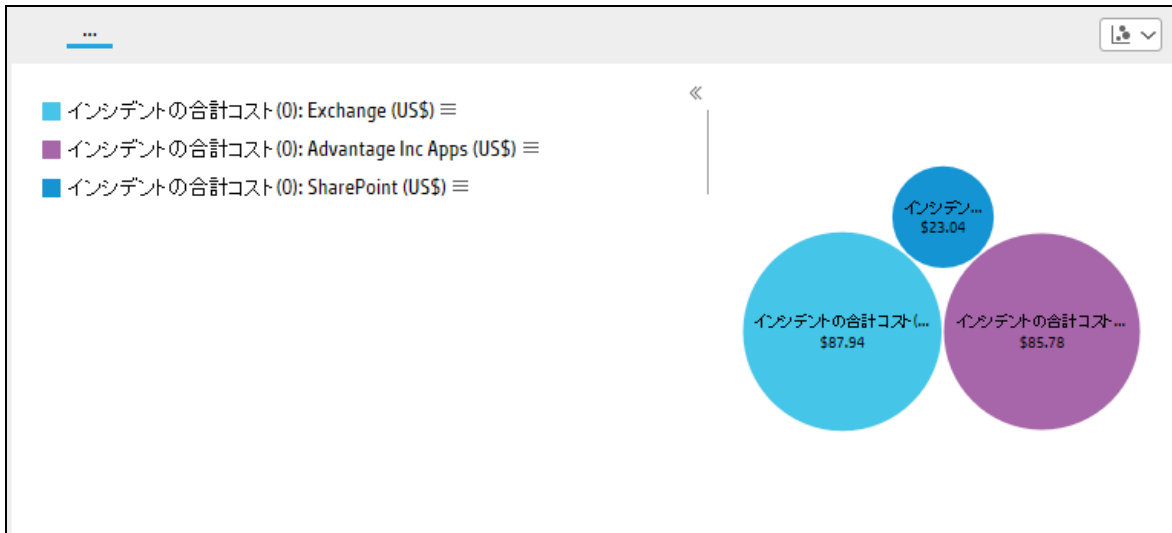 ...
インシデントの合計コスト(0): Exchange (US$)
インシデントの合計コスト(0): Advantage Inc Apps (US$)
インシデントの合計コスト(0): SharePoint (US$)
インシデン...
$23.04
インシデントの合計コスト(...
$87.94
インシデントの合計コスト...
$85.78